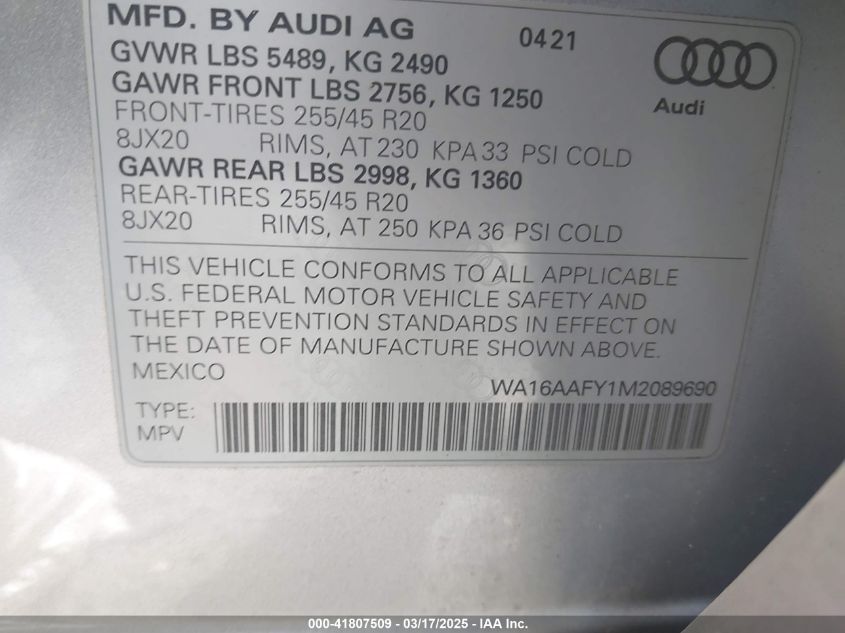 MFD. BY AUDI AG 0421
GVWR LBS 5489, KG 2490
GAWR FRONT LBS 2756, KG 1250
Audi
FRONT-TIRES 255/45 R20
8JX20 RIMS, AT 230 KPA 33 PSI COLD
GAWR REAR LBS 2998, KG 1360
REAR-TIRES 255/45 R20
8JX20 RIMS, AT 250 KPA 36 PSI COLD
THIS VEHICLE CONFORMS TO ALL APPLICABLE
U.S. FEDERAL MOTOR VEHICLE SAFETY AND
THEFT PREVENTION STANDARDS IN EFFECT ON
THE DATE OF MANUFACTURE SHOWN ABOVE.
MEXICO
WA16AAFY1M2089690
TYPE:
MPV
000-41807509 - 03/17/2025 - IAA Inc.